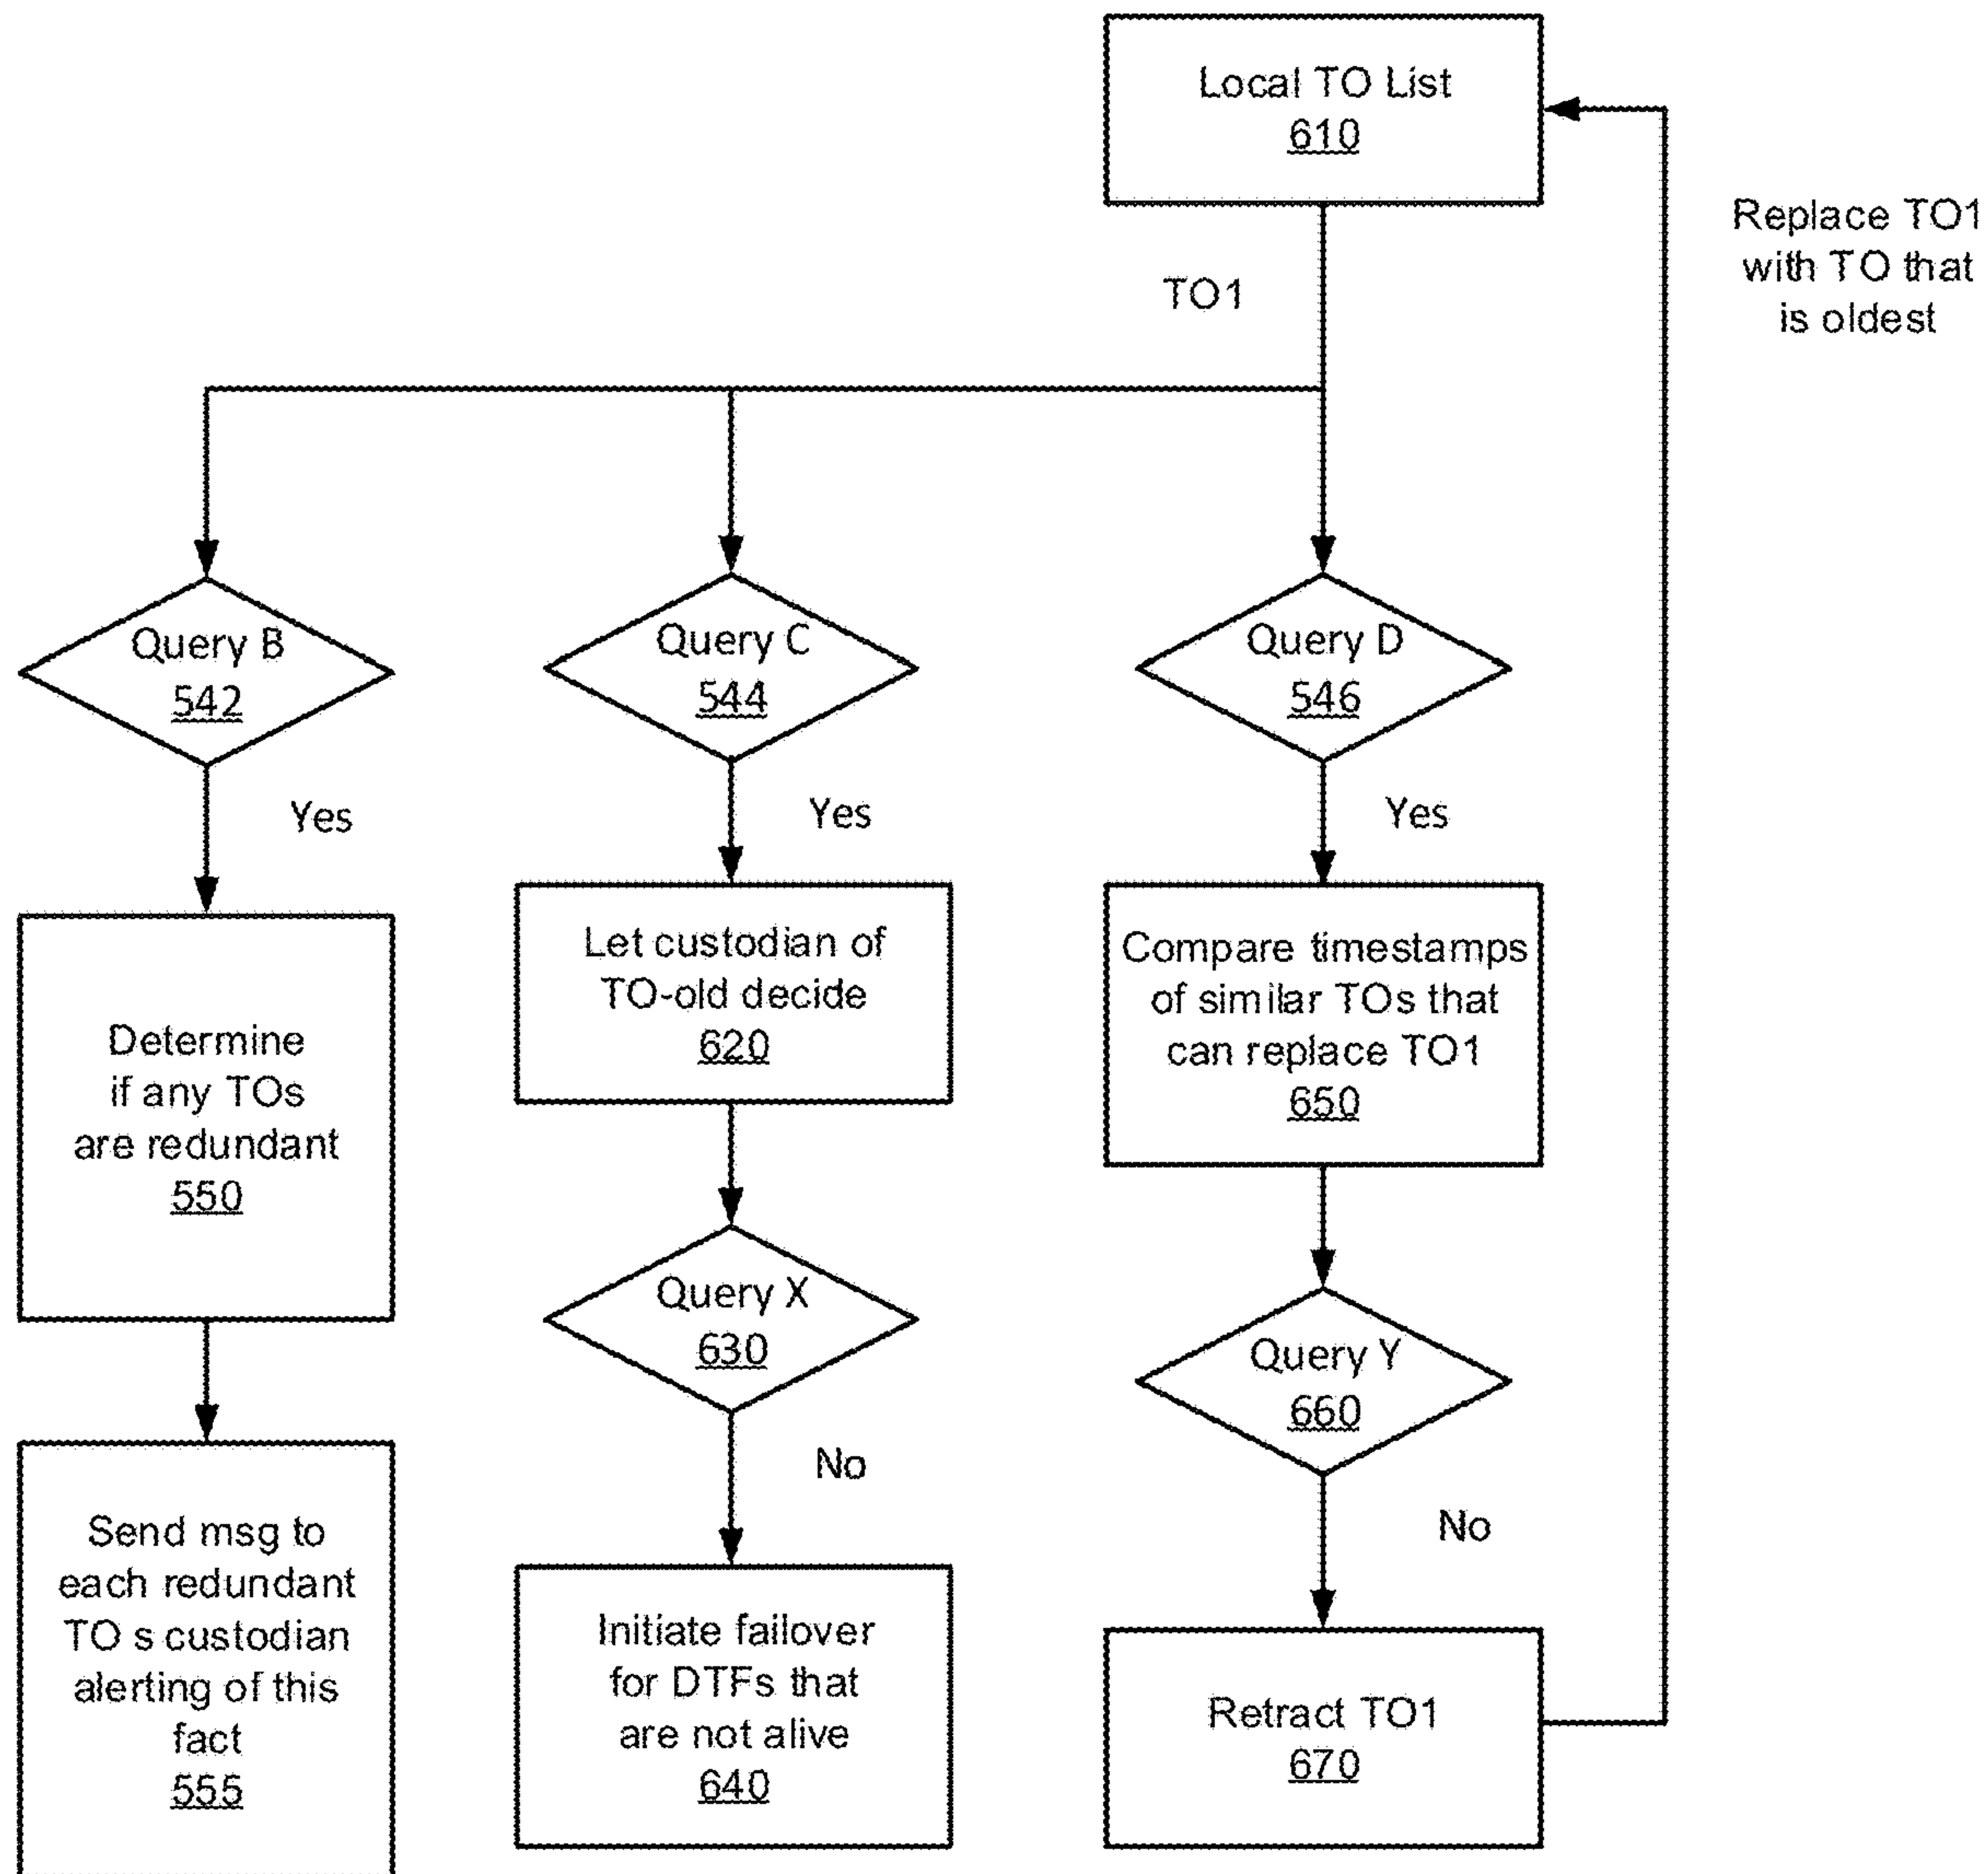 Local TO List
610
Replace TO1
with TO that
is oldest
TO1
Query B
542
Query C
544
Query D
546
Yes
Yes
Yes
Determine
if any TOs
are redundant
550
Let custodian of
TO-old decide
620
Compare timestamps
of similar TOs that
can replace TO1
650
Query X
630
Query Y
660
No
No
Send msg to
each redundant
TO s custodian
alerting of this
fact
555
Initiate failover
for DTFs that
are not alive
640
Retract TO1
670